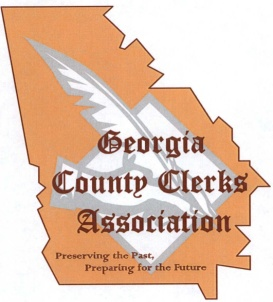 Georgia
County Clerks
Association
Preserving the Past,
Preparing for the Future